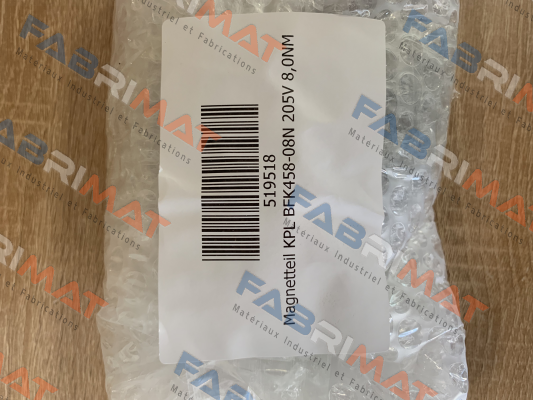 519518
Magnetteil KPL BFK458-08N 205V 8,0NM
FABRIMAT
Matériaux Industriel et Fabrications